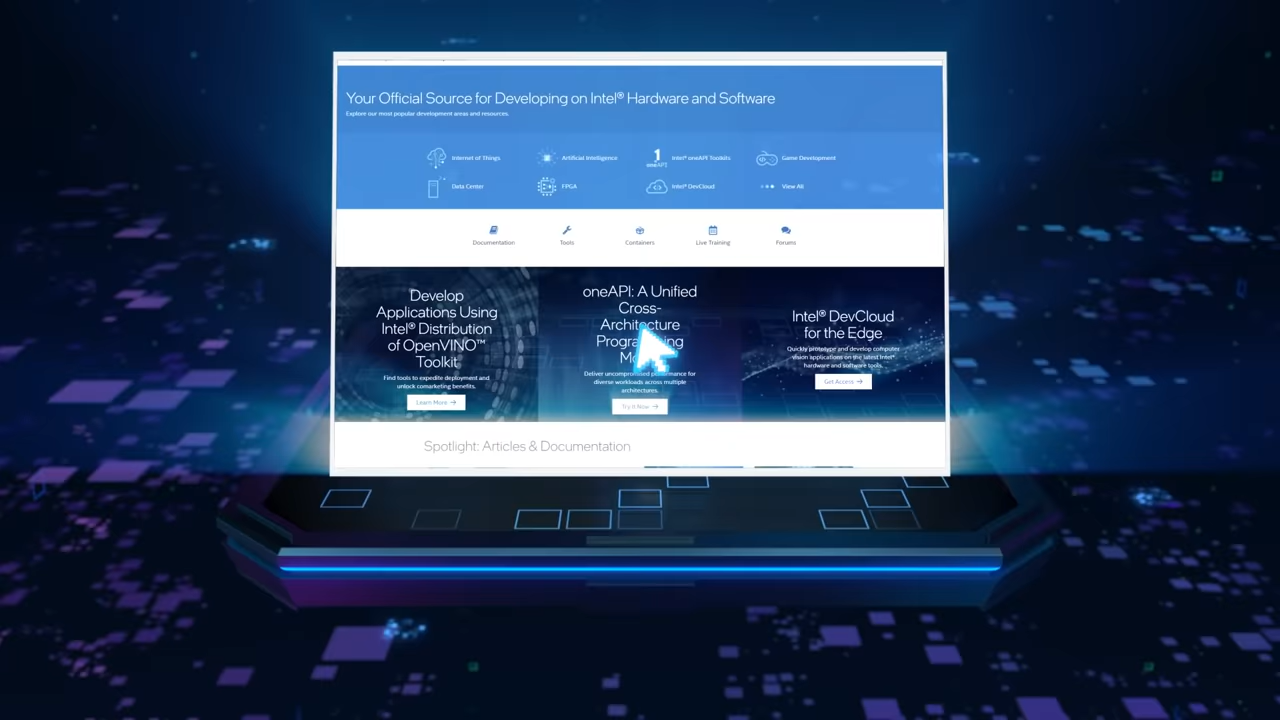 Your Official Source for Developing on Intel® Hardware and Software
Explore our most popular development areas and resources.
Internet of Things
Artificial Intelligence
1
oneAPI
Intel® oneAPI Toolkits
Game Development
Data Center
FPGA
Intel® DevCloud
View All
Documentation
Tools
Containers
Live Training
Forums
Develop
Applications Using
Intel® Distribution
of OpenVINO™
Toolkit
Find tools to expedite deployment and
unlock comarketing benefits.
Learn More →
oneAPI: A Unified
Cross-
Architecture
Programming
Deliver uncompromised performance for
diverse workloads across multiple
architectures.
Try It Now →
Intel® DevCloud
for the Edge
Quickly prototype and develop computer
vision applications on the latest Intel®
hardware and software tools.
Get Access →
Spotlight: Articles & Documentation